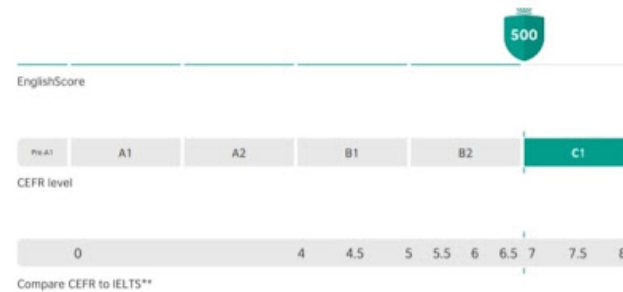 500
EnglishScore
Pre-A1 A1 A2 B1 B2 C1
CEFR level
0 4 4.5 5 5.5 6 6.5 7 7.5 8
Compare CEFR to IELTS**